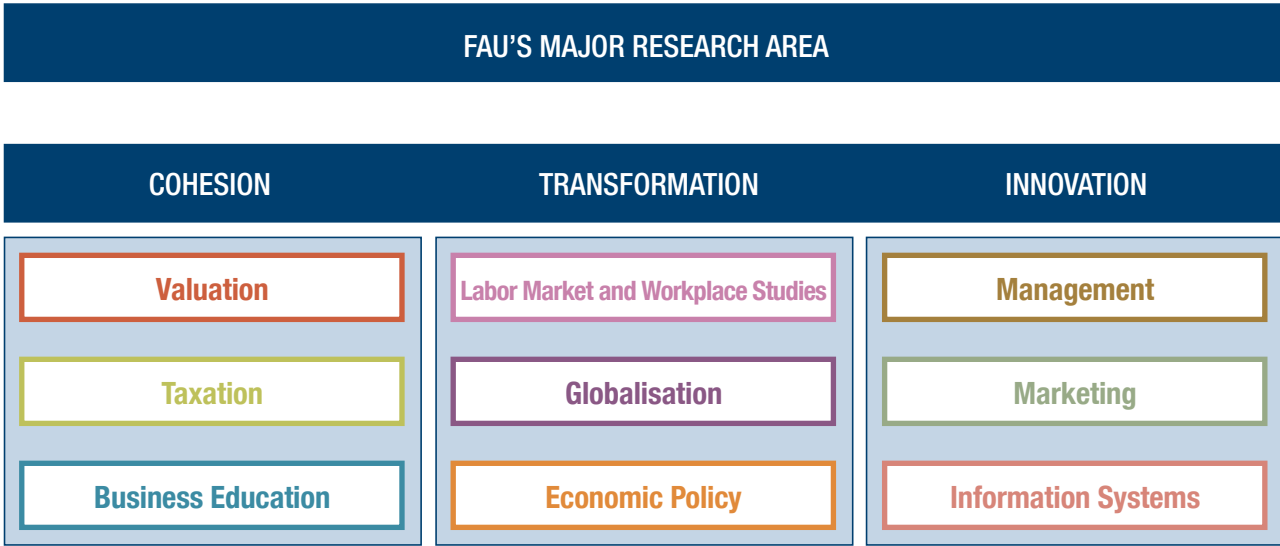 FAU'S MAJOR RESEARCH AREA
COHESION
TRANSFORMATION
INNOVATION
Valuation
Labor Market and Workplace Studies
Management
Taxation
Globalisation
Marketing
Business Education
Economic Policy
Information Systems